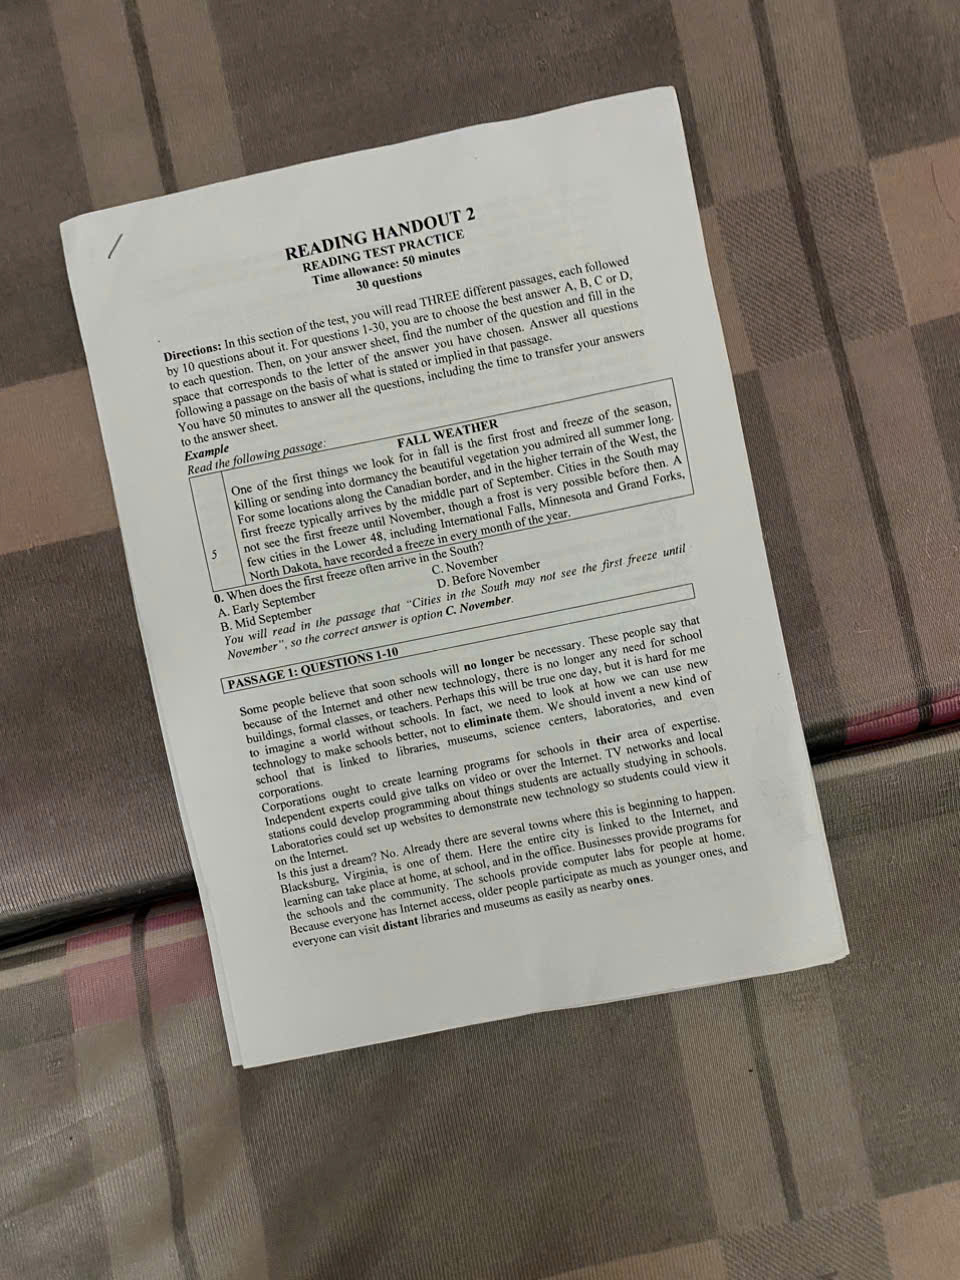 READING HANDOUT 2
READING TEST PRACTICE
Time allowance: 50 minutes
30 questions
Directions: In this section of the test, you will read THREE different passages, each followed
by 10 questions about it. For questions 1-30, you are to choose the best answer A, B, C or D,
to each question. Then, on your answer sheet, find the number of the question and fill in the
space that corresponds to the letter of the answer you have chosen. Answer all questions
following a passage on the basis of what is stated or implied in that passage.
You have 50 minutes to answer all the questions, including the time to transfer your answers
to the answer sheet.
Example
Read the following passage:
FALL WEATHER
One of the first things we look for in fall is the first frost and freeze of the season,
killing or sending into dormancy the beautiful vegetation you admired all summer long.
For some locations along the Canadian border, and in the higher terrain of the West, the
first freeze typically arrives by the middle part of September. Cities in the South may
5 not see the first freeze until November, though a frost is very possible before then. A
few cities in the Lower 48, including International Falls, Minnesota and Grand Forks,
North Dakota, have recorded a freeze in every month of the year.
0. When does the first freeze often arrive in the South?
A. Early September C. November
B. Mid September D. Before November
You will read in the passage that "Cities in the South may not see the first freeze until
November", so the correct answer is option C. November.
PASSAGE 1: QUESTIONS 1-10
Some people believe that soon schools will no longer be necessary. These people say that
because of the Internet and other new technology, there is no longer any need for school
buildings, formal classes, or teachers. Perhaps this will be true one day, but it is hard for me
to imagine a world without schools. In fact, we need to look at how we can use new
technology to make schools better, not to eliminate them. We should invent a new kind of
school that is linked to libraries, museums, science centers, laboratories, and even
corporations.
Corporations ought to create learning programs for schools in their area of expertise.
Independent experts could give talks on video or over the Internet. TV networks and local
stations could develop programming about things students are actually studying in schools.
Laboratories could set up websites to demonstrate new technology so students could view it
on the Internet.
Is this just a dream? No. Already there are several towns where this is beginning to happen.
Blacksburg, Virginia, is one of them. Here the entire city is linked to the Internet, and
learning can take place at home, at school, and in the office. Businesses provide programs for
the schools and the community. The schools provide computer labs for people at home.
Because everyone has Internet access, older people participate as much as younger ones, and
everyone can visit distant libraries and museums as easily as nearby ones.